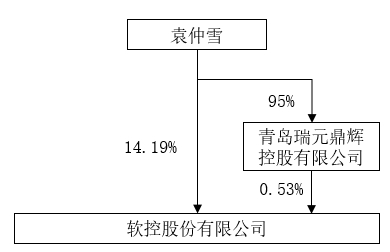 袁仲雪
95%
青岛瑞元鼎辉
控股有限公司
14.19%
0.53%
软控股份有限公司